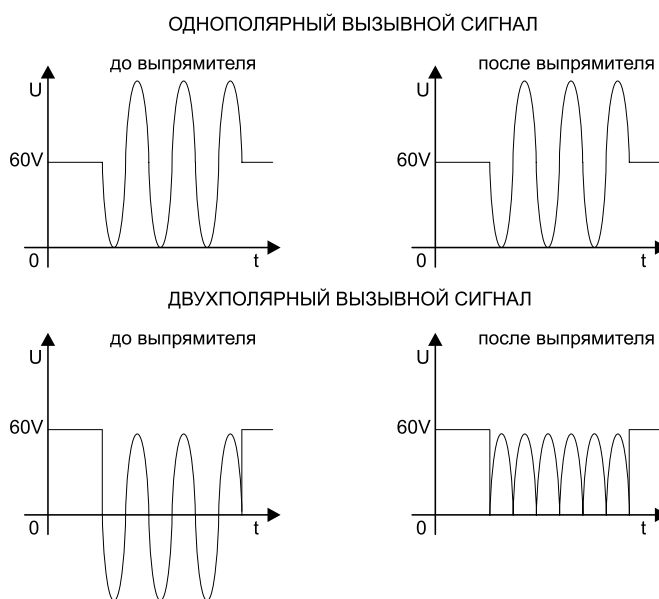 ОДНОПОЛЯРНЫЙ ВЫЗЫВНОЙ СИГНАЛ
до выпрямителя
после выпрямителя
U
U
60V
60V
0
t
0
t
ДВУХПОЛЯРНЫЙ ВЫЗЫВНОЙ СИГНАЛ
до выпрямителя
после выпрямителя
U
U
60V
60V
0
t
0
t